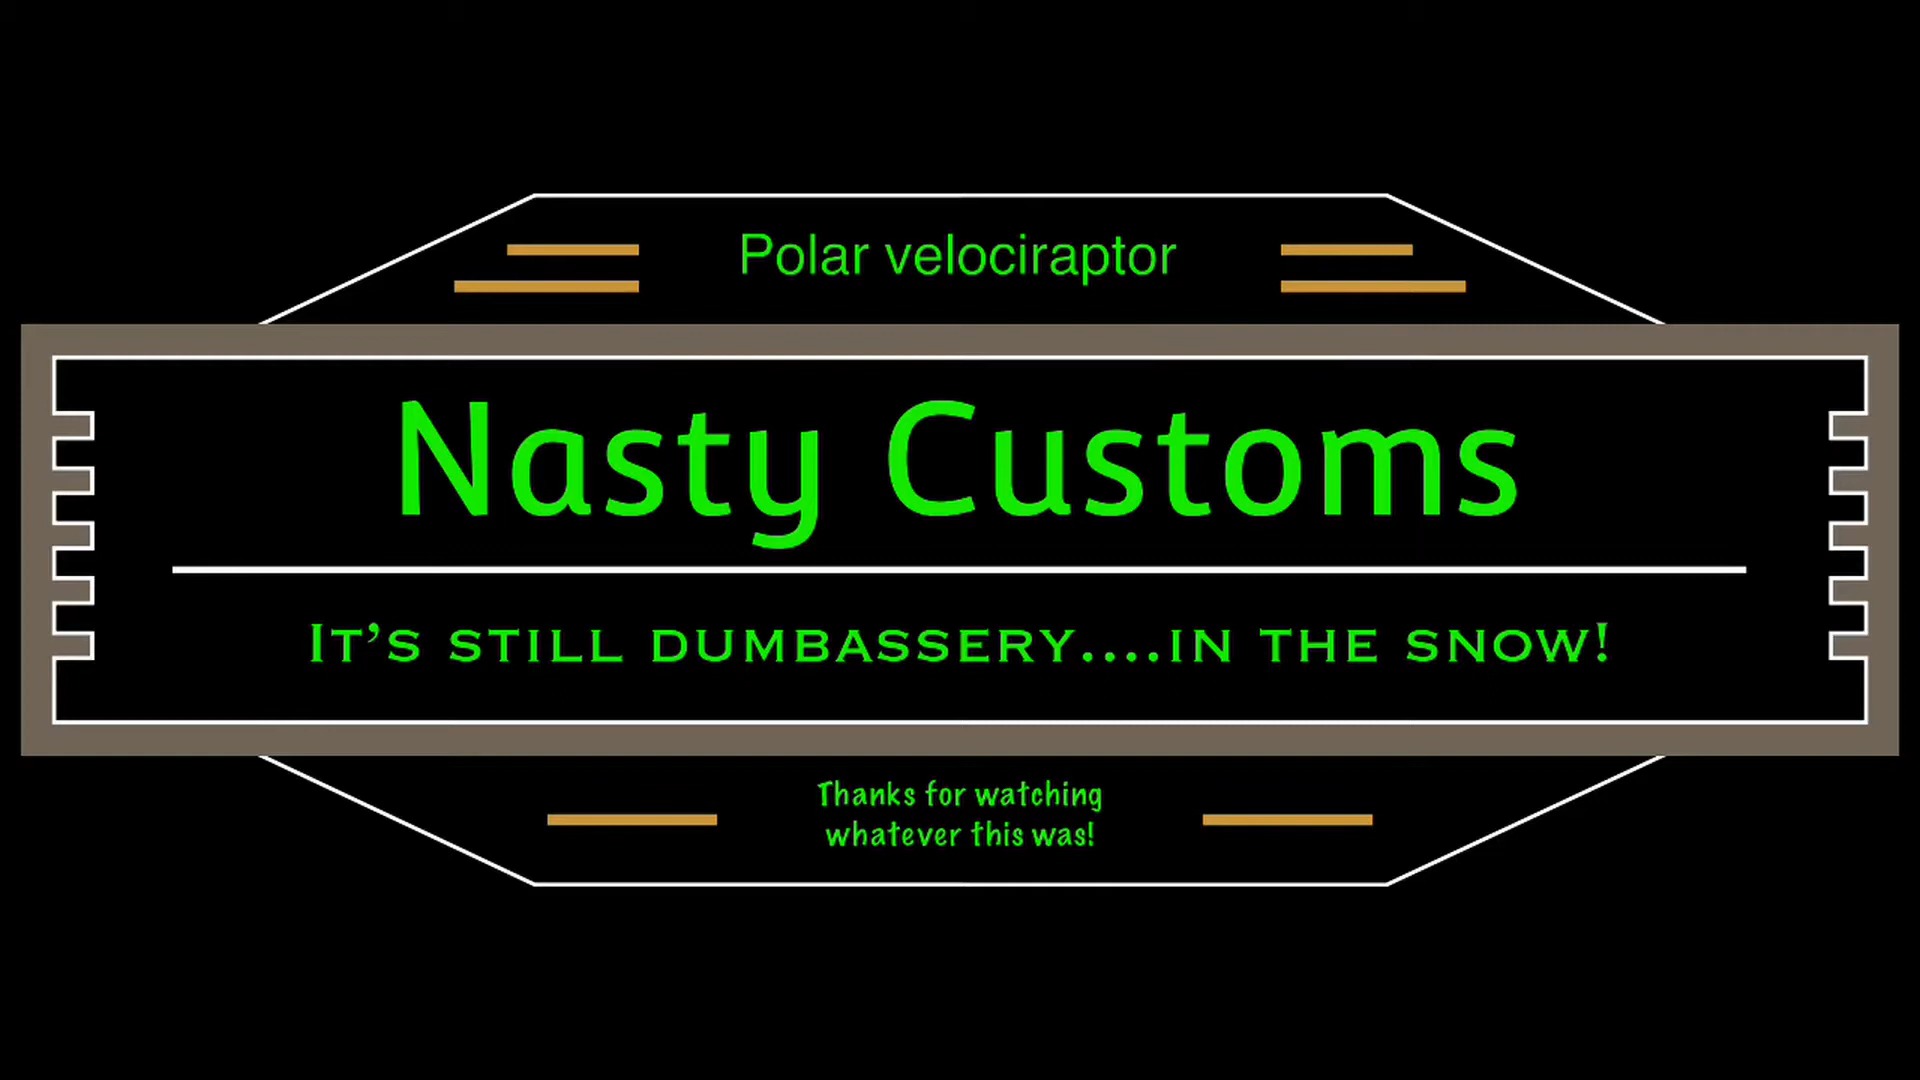 Polar velociraptor
Nasty Customs
It's still dumbassery....in the snow!
Thanks for watching
whatever this was!